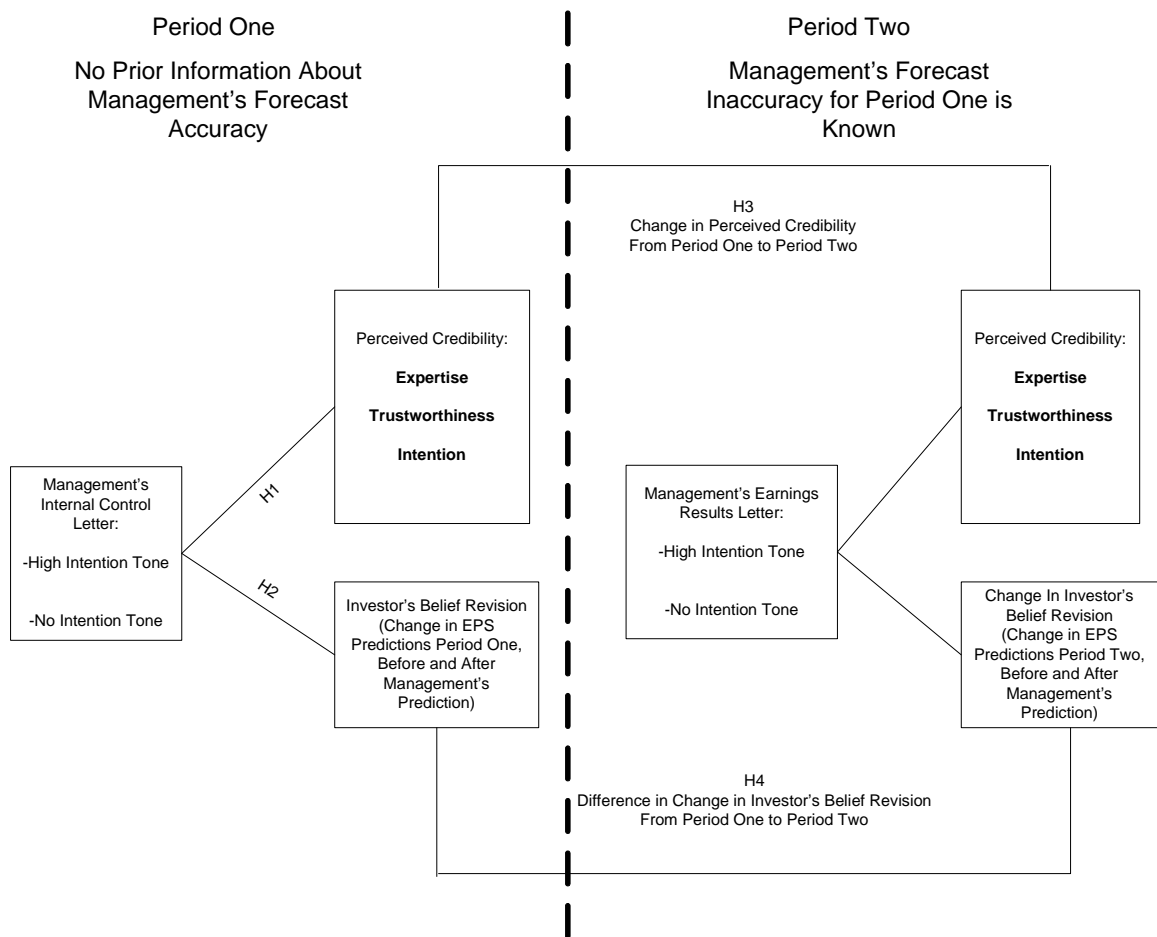 Period One
No Prior Information About
Management's Forecast
Accuracy
Period Two
Management's Forecast
Inaccuracy for Period One is
Known
H3
Change in Perceived Credibility
From Period One to Period Two
Perceived Credibility:
Expertise
Trustworthiness
Intention
Perceived Credibility:
Expertise
Trustworthiness
Intention
H1
H2
Management's
Internal Control
Letter:
-High Intention Tone
-No Intention Tone
Management's Earnings
Results Letter:
-High Intention Tone
-No Intention Tone
Investor's Belief Revision
(Change in EPS
Predictions Period One,
Before and After
Management's
Prediction)
Change In Investor's
Belief Revision
(Change in EPS
Predictions Period Two,
Before and After
Management's
Prediction)
H4
Difference in Change in Investor's Belief Revision
From Period One to Period Two